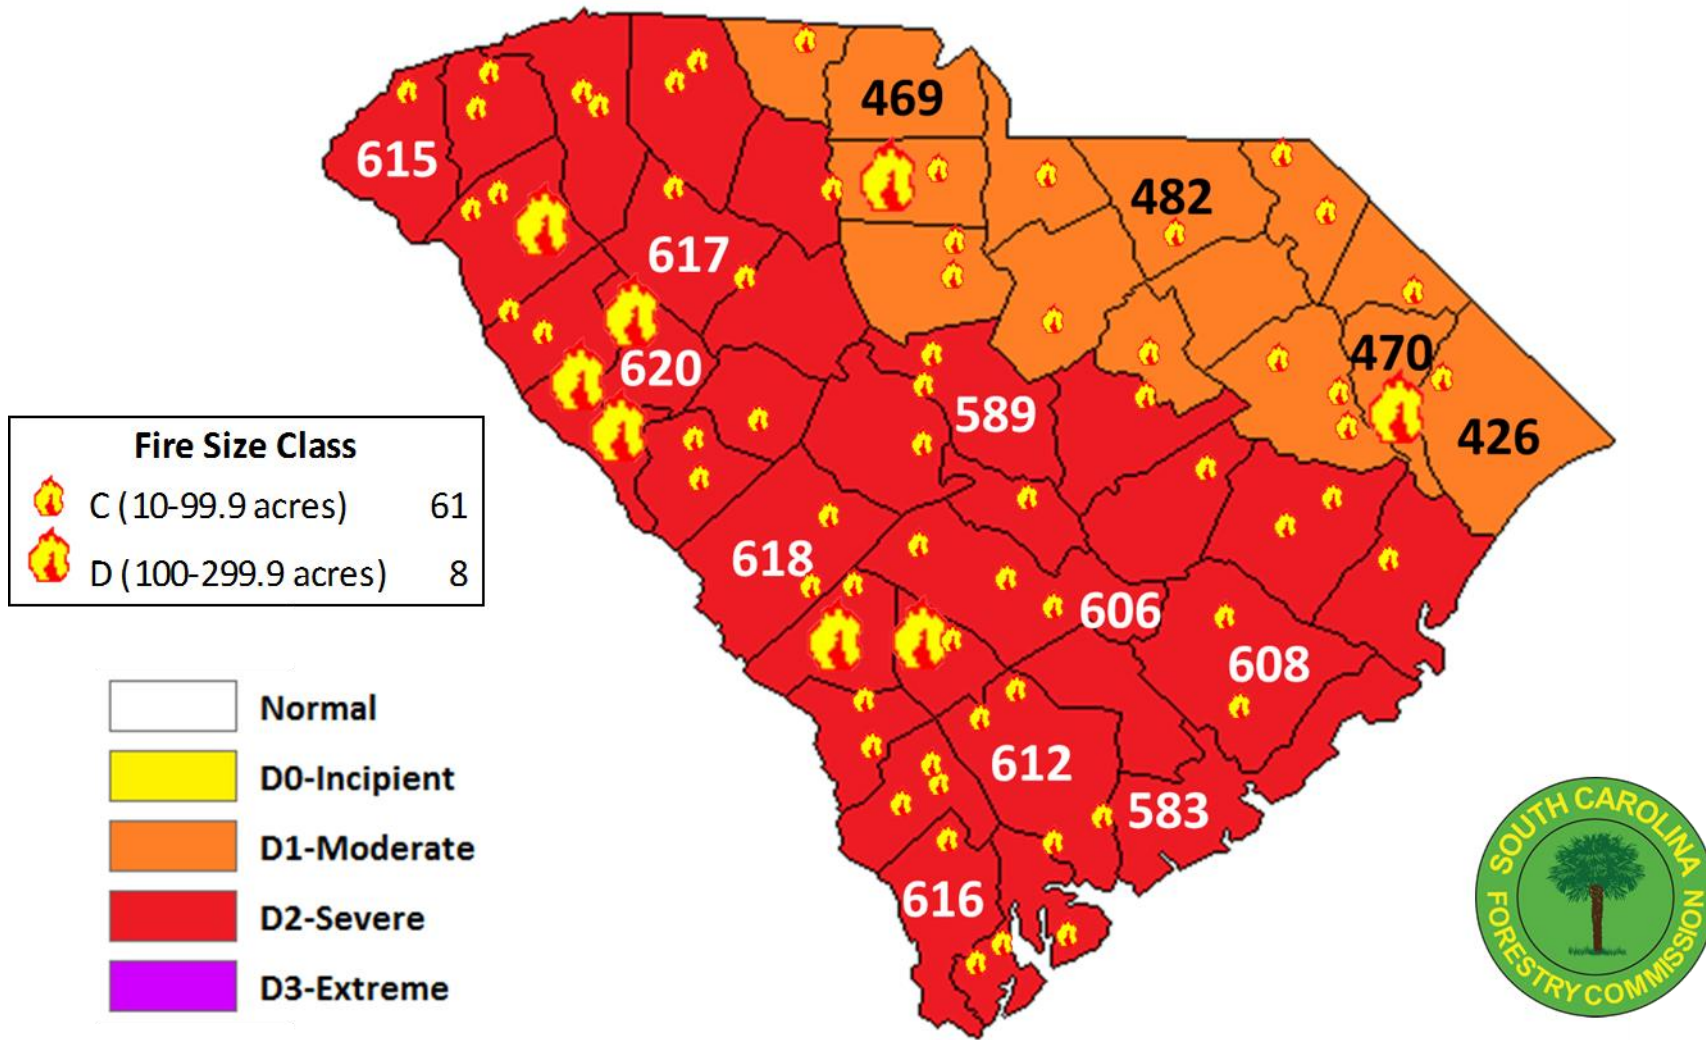 469
615
482
617
470
620
589
426
Fire Size Class
C (10-99.9 acres) 61
D (100-299.9 acres) 8
618
606
608
612
583
616
Normal
D0-Incipient
D1-Moderate
D2-Severe
D3-Extreme
SOUTH CAROLINA
FORESTRY COMMISSION